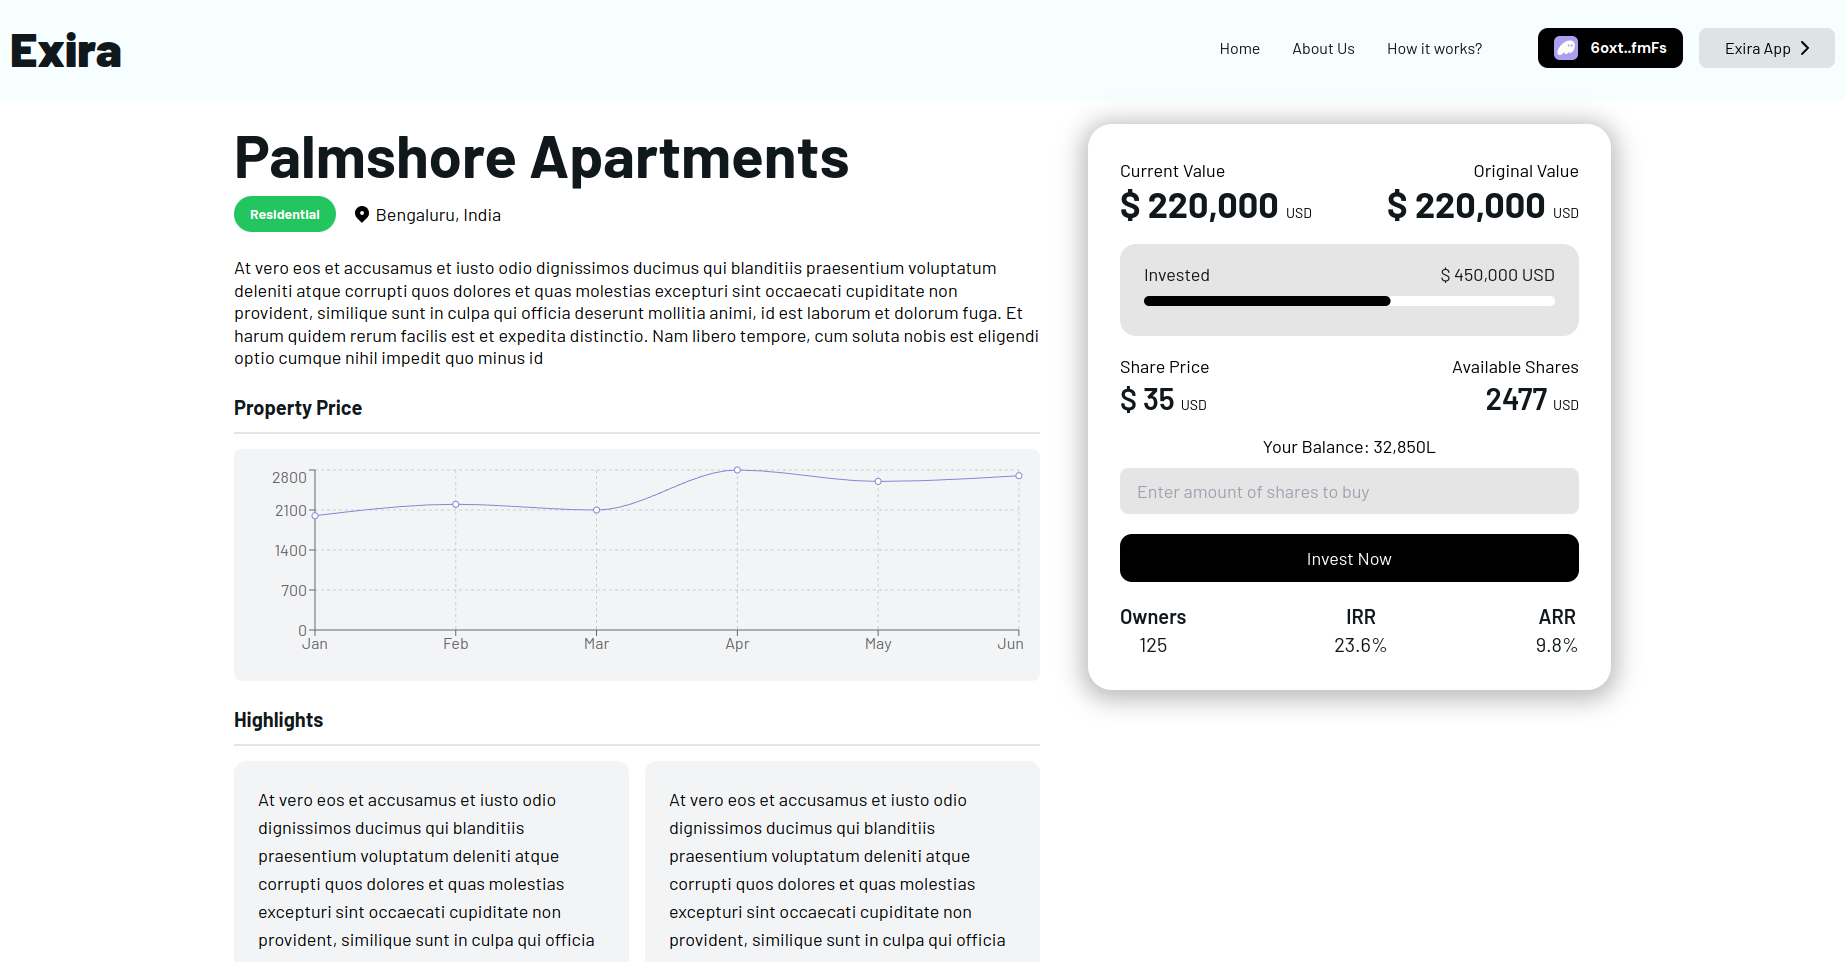 Exira
Home
About Us
How it works?
6oxt..fmFs
Exira App
Palmshore Apartments
Residential
Bengaluru, India
At vero eos et accusamus et iusto odio dignissimos ducimus qui blanditiis praesentium voluptatum
deleniti atque corrupti quos dolores et quas molestias excepturi sint occaecati cupiditate non
provident, similique sunt in culpa qui officia deserunt mollitia animi, id est laborum et dolorum fuga. Et
harum quidem rerum facilis est et expedita distinctio. Nam libero tempore, cum soluta nobis est eligendi
optio cumque nihil impedit quo minus id
Property Price
2800
2100
1400
700
0
Jan
Feb
Mar
Apr
May
Jun
Highlights
At vero eos et accusamus et iusto odio
dignissimos ducimus qui blanditiis
praesentium voluptatum deleniti atque
corrupti quos dolores et quas molestias
excepturi sint occaecati cupiditate non
provident, similique sunt in culpa qui officia
At vero eos et accusamus et iusto odio
dignissimos ducimus qui blanditiis
praesentium voluptatum deleniti atque
corrupti quos dolores et quas molestias
excepturi sint occaecati cupiditate non
provident, similique sunt in culpa qui officia
Current Value
$ 220,000 USD
Original Value
$ 220,000 USD
Invested
$ 450,000 USD
Share Price
$ 35 USD
Available Shares
2477 USD
Your Balance: 32,850L
Enter amount of shares to buy
Invest Now
Owners
125
IRR
23.6%
ARR
9.8%